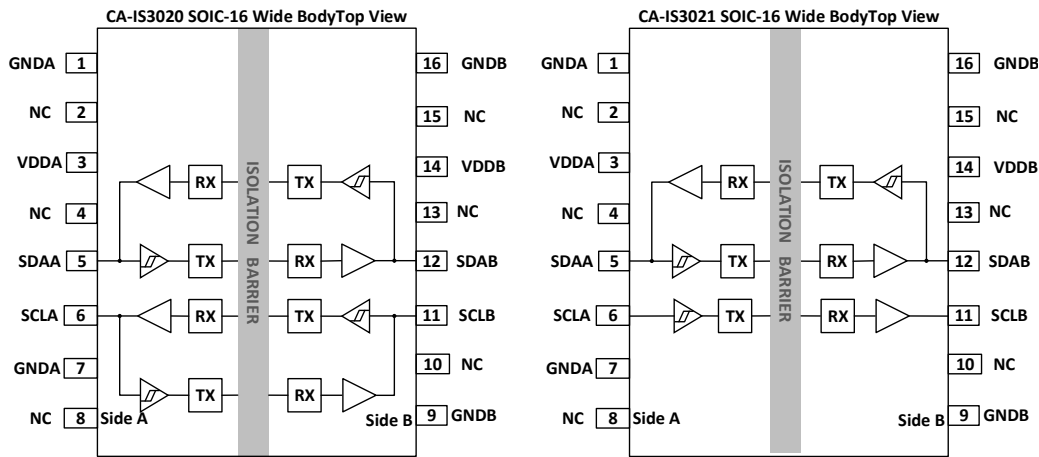 CA-IS3020 SOIC-16 Wide BodyTop View
GNDA 1
16 GNDB
NC 2
15 NC
VDDA 3
14 VDDB
RX TX
NC 4
13 NC
SDAA 5
TX RX
12 SDAB
SCLA 6
RX TX
11 SCLB
ISOLATION BARRIER
GNDA 7
10 NC
TX RX
NC 8 Side A
Side B 9 GNDB
CA-IS3021 SOIC-16 Wide BodyTop View
GNDA 1
16 GNDB
NC 2
15 NC
VDDA 3
14 VDDB
RX TX
NC 4
13 NC
SDAA 5
TX RX
12 SDAB
SCLA 6
TX RX
11 SCLB
ISOLATION BARRIER
GNDA 7
10 NC
NC 8 Side A
Side B 9 GNDB